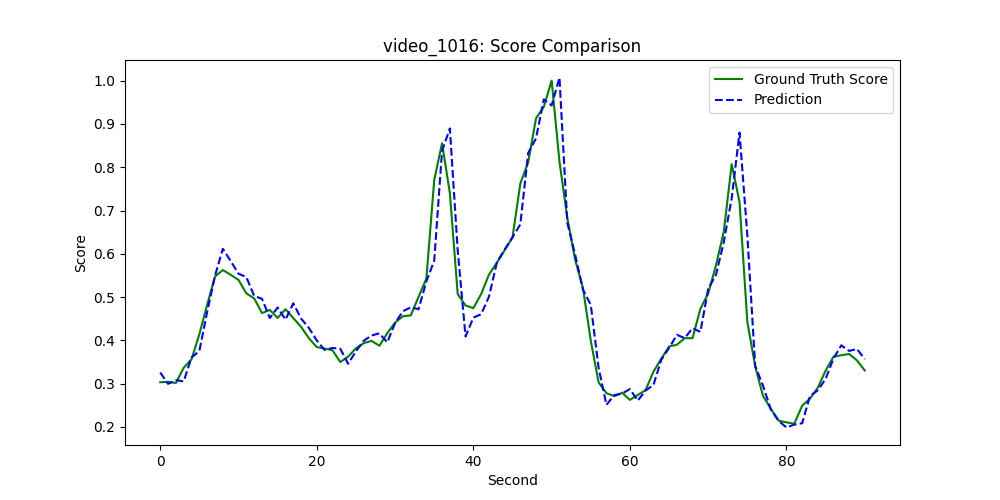 video_1016: Score Comparison
Ground Truth Score
Prediction
Score
1.0
0.9
0.8
0.7
0.6
0.5
0.4
0.3
0.2
0 20 40 60 80
Second